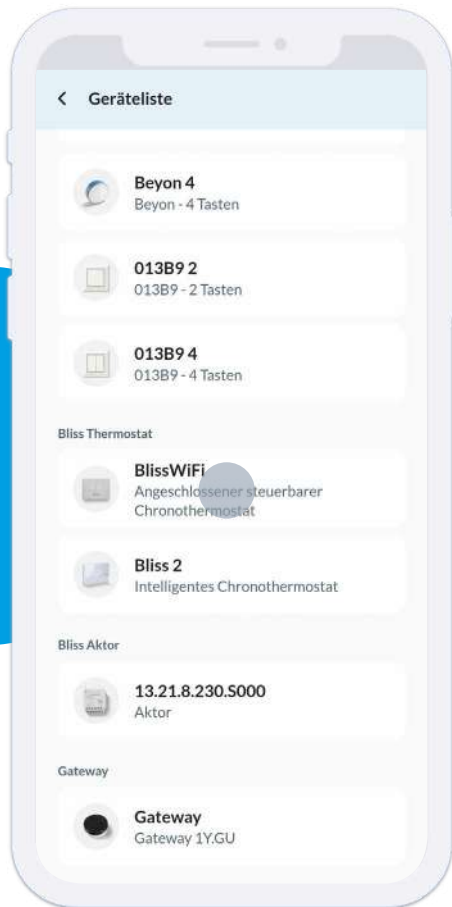 Geräteliste
Beyon 4
Beyon - 4 Tasten
013B9 2
013B9 - 2 Tasten
013B9 4
013B9 - 4 Tasten
Bliss Thermostat
BlissWiFi
Angeschlossener steuerbarer
Chronothermostat
Bliss 2
Intelligentes Chronothermostat
Bliss Aktor
13.21.8.230.S000
Aktor
Gateway
Gateway
Gateway 1Y.GU